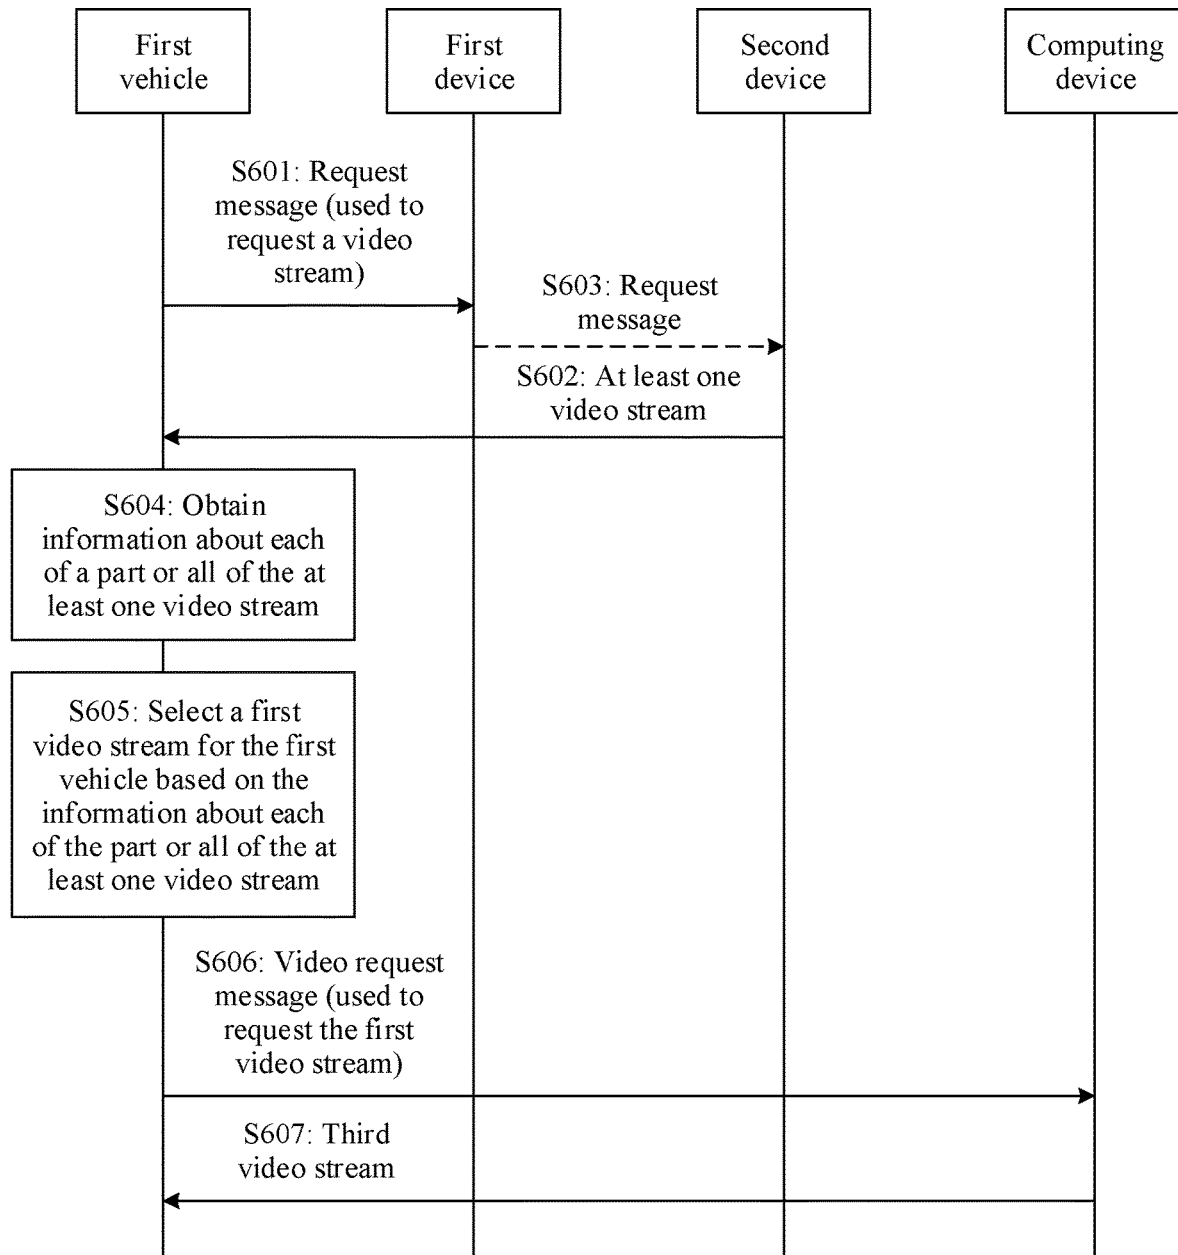 First
vehicle
First
device
Second
device
Computing
device
S601: Request
message (used to
request a video
stream)
S603: Request
message
S602: At least one
video stream
S604: Obtain
information about each
of a part or all of the at
least one video stream
S605: Select a first
video stream for the first
vehicle based on the
information about each
of the part or all of the at
least one video stream
S606: Video request
message (used to
request the first
video stream)
S607: Third
video stream